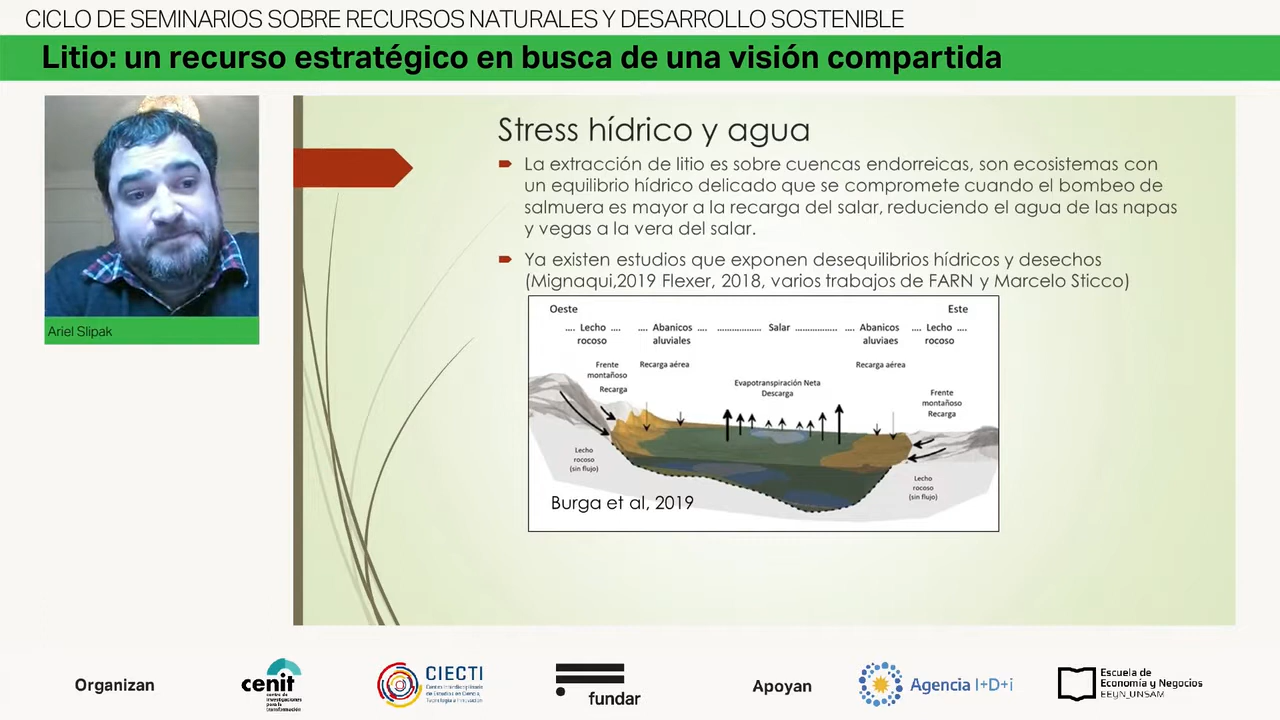 CICLO DE SEMINARIOS SOBRE RECURSOS NATURALES Y DESARROLLO SOSTENIBLE
Litio: un recurso estratégico en busca de una visión compartida
Ariel Slipak
Stress hídrico y agua
La extracción de litio es sobre cuencas endorreicas, son ecosistemas con
un equilibrio hídrico delicado que se compromete cuando el bombeo de
salmuera es mayor a la recarga del salar, reduciendo el agua de las napas
y vegas a la vera del salar.
Ya existen estudios que exponen desequilibrios hídricos y desechos
(Mignaqui,2019 Flexer, 2018, varios trabajos de FARN y Marcelo Sticco)
Oeste
Este
.... Lecho .... .... Abanicos .... .................. Salar ................. .... Abanicos .... Lecho ....
rocoso aluviales aluviaes rocoso
Frente
montañoso
Recarga
Recarga aérea
Evapotranspiración Neta
Descarga
Recarga aérea
Frente
montañoso
Recarga
Lecho
rocoso
(sin flujo)
Lecho
rocoso
(sin flujo)
Burga et al, 2019
Organizan
cenit
centro de
investigaciones
para la
transformación
CIECTI
Centro Interdisciplinario
de Estudios en Ciencia,
Tecnología e Innovación
fundar
Apoyan
Agencia I+D+i
Escuela de
Economía y Negocios
EEyN_UNSAM